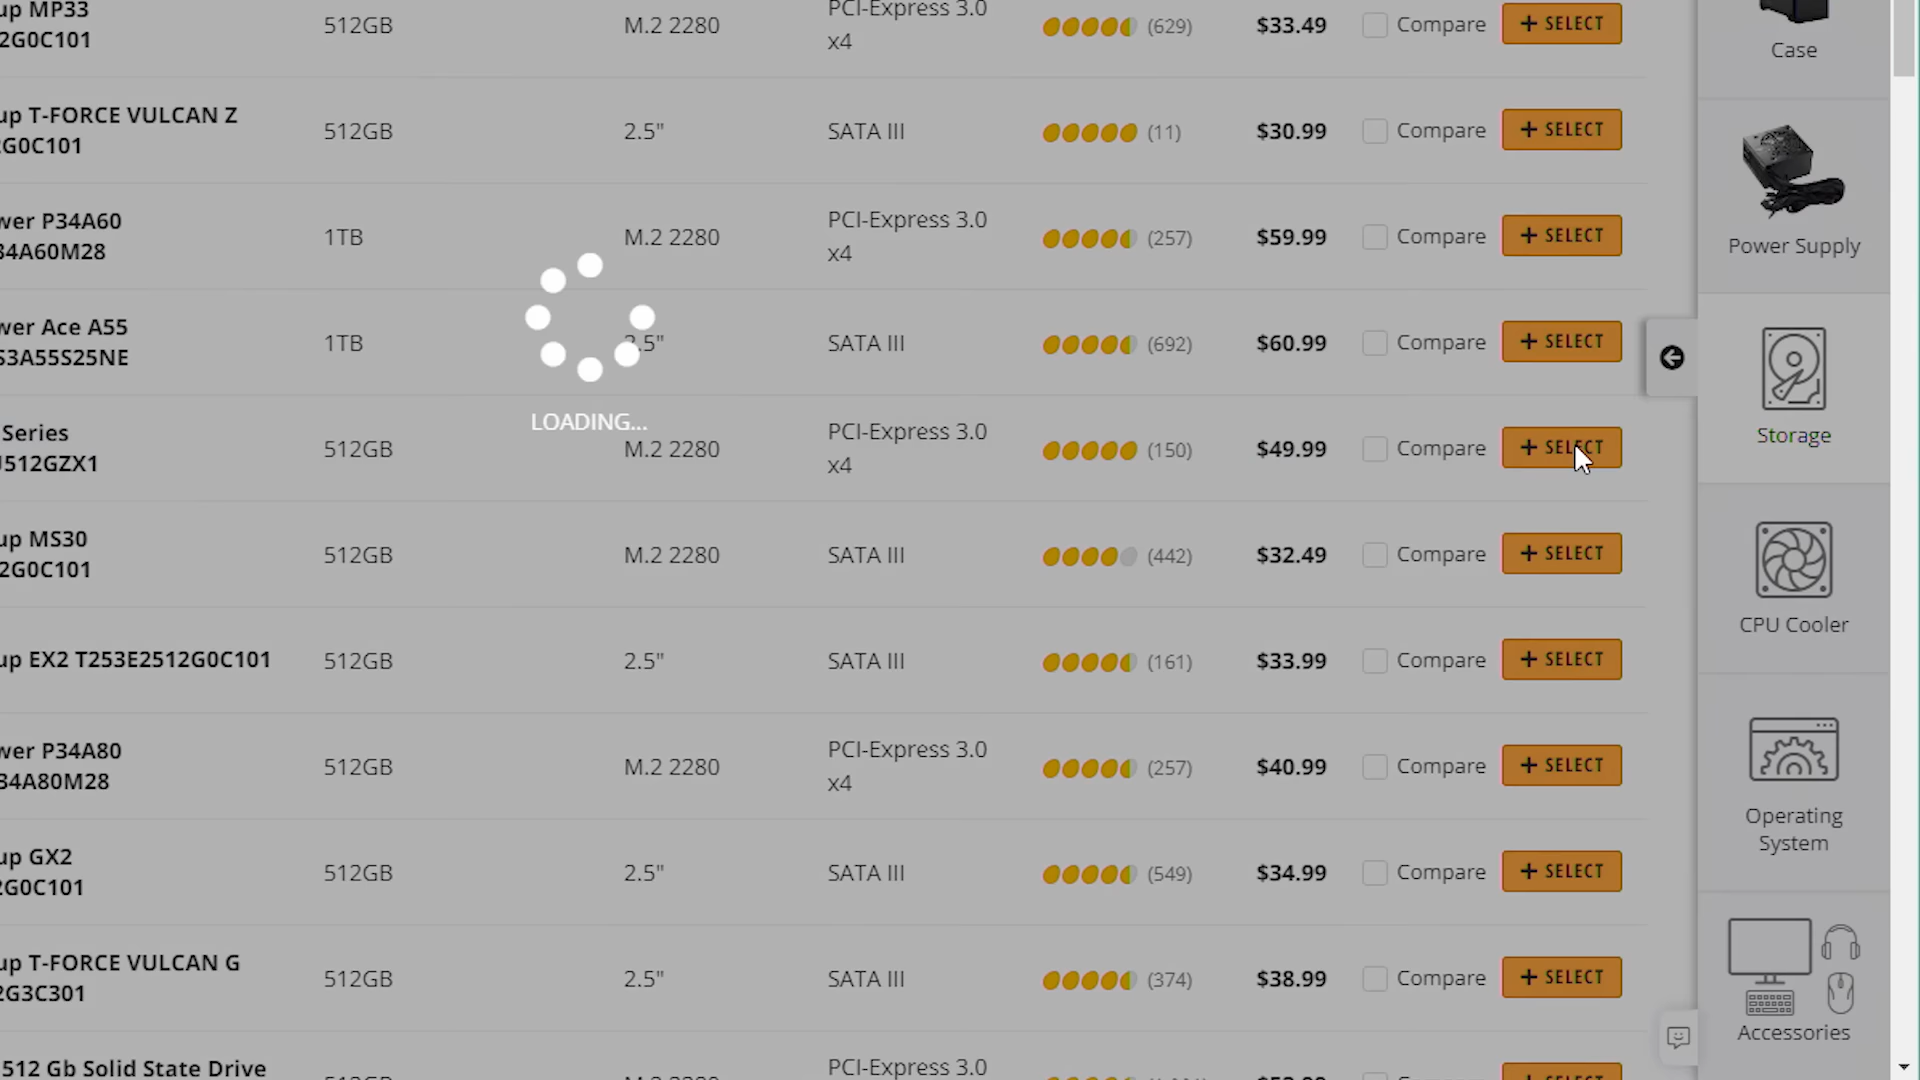 up MP33
2G0C101
512GB
M.2 2280
PCI-Express 3.0
x4
(629)
$33.49
Compare
+ SELECT
up T-FORCE VULCAN Z
G0C101
512GB
2.5"
SATA III
(11)
$30.99
Compare
+ SELECT
wer P34A60
34A60M28
1TB
M.2 2280
PCI-Express 3.0
x4
(257)
$59.99
Compare
+ SELECT
wer Ace A55
S3A55S25NE
1TB
2.5"
SATA III
(692)
$60.99
Compare
+ SELECT
LOADING...
Series
512GZX1
512GB
M.2 2280
PCI-Express 3.0
x4
(150)
$49.99
Compare
+ SELECT
up MS30
2G0C101
512GB
M.2 2280
SATA III
(442)
$32.49
Compare
+ SELECT
up EX2 T253E2512G0C101
512GB
2.5"
SATA III
(161)
$33.99
Compare
+ SELECT
wer P34A80
34A80M28
512GB
M.2 2280
PCI-Express 3.0
x4
(257)
$40.99
Compare
+ SELECT
up GX2
2G0C101
512GB
2.5"
SATA III
(549)
$34.99
Compare
+ SELECT
up T-FORCE VULCAN G
2G3C301
512GB
2.5"
SATA III
(374)
$38.99
Compare
+ SELECT
512 Gb Solid State Drive
PCI-Express 3.0
Case
Power Supply
Storage
CPU Cooler
Operating
System
Accessories